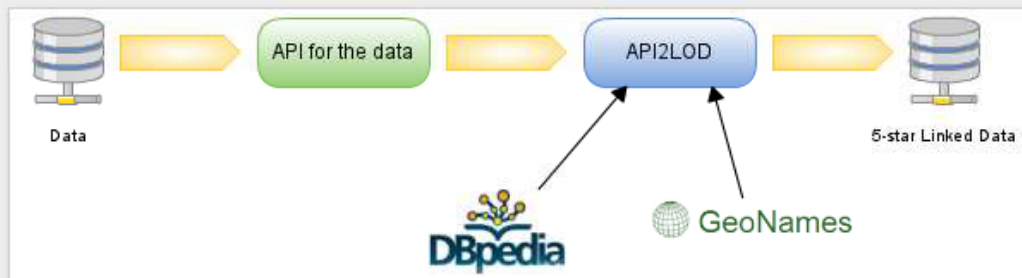 API for the data
API2LOD
Data
5-star Linked Data
DBpedia
GeoNames